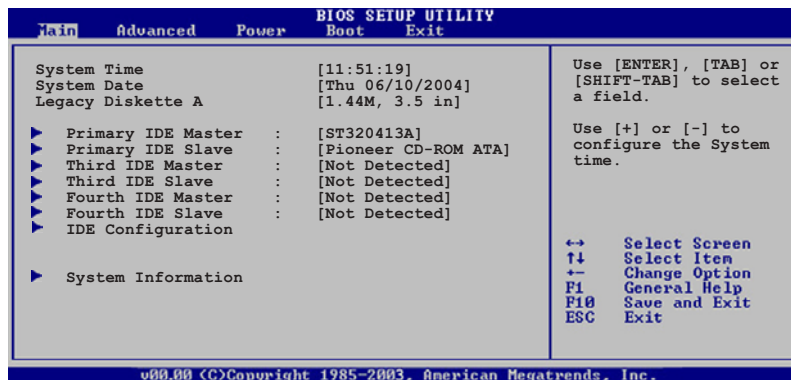 BIOS SETUP UTILITY
Main Advanced Power Boot Exit
System Time [11:51:19]
System Date [Thu 06/10/2004]
Legacy Diskette A [1.44M, 3.5 in]
Primary IDE Master : [ST320413A]
Primary IDE Slave : [Pioneer CD-ROM ATA]
Third IDE Master : [Not Detected]
Third IDE Slave : [Not Detected]
Fourth IDE Master : [Not Detected]
Fourth IDE Slave : [Not Detected]
IDE Configuration
System Information
Use [ENTER], [TAB] or
[SHIFT-TAB] to select
a field.
Use [+] or [-] to
configure the System
time.
↔ Select Screen
↑↓ Select Item
+- Change Option
F1 General Help
F10 Save and Exit
ESC Exit
v00.00 (C)Copyright 1985-2003, American Megatrends, Inc.